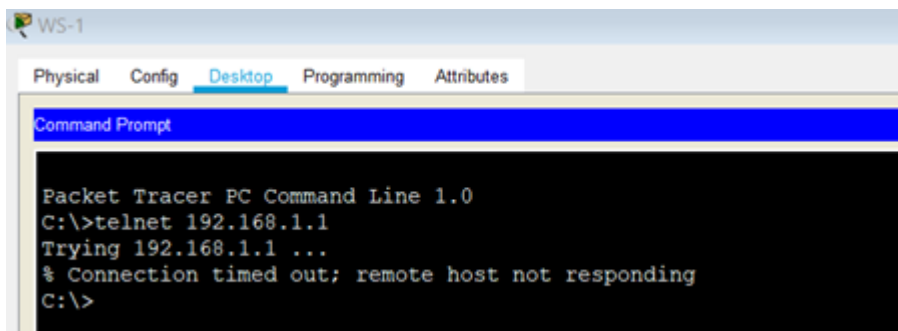 WS-1
Physical Config Desktop Programming Attributes
Command Prompt
Packet Tracer PC Command Line 1.0
C:\>telnet 192.168.1.1
Trying 192.168.1.1 ...
% Connection timed out; remote host not responding
C:\>